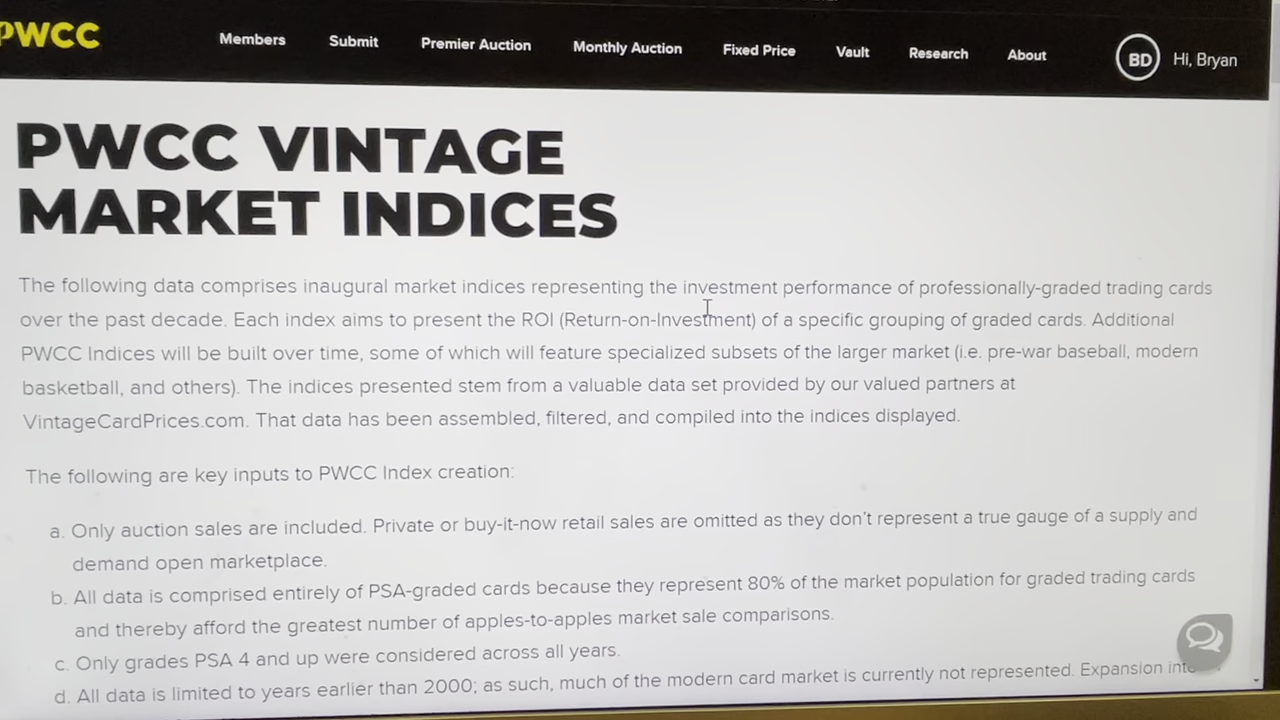 PWCC
Members Submit Premier Auction Monthly Auction Fixed Price Vault Research About BD Hi, Bryan
PWCC VINTAGE
MARKET INDICES
The following data comprises inaugural market indices representing the investment performance of professionally-graded trading cards
over the past decade. Each index aims to present the ROI (Return-on-Investment) of a specific grouping of graded cards. Additional
PWCC Indices will be built over time, some of which will feature specialized subsets of the larger market (i.e. pre-war baseball, modern
basketball, and others). The indices presented stem from a valuable data set provided by our valued partners at
VintageCardPrices.com. That data has been assembled, filtered, and compiled into the indices displayed.
The following are key inputs to PWCC Index creation:
a. Only auction sales are included. Private or buy-it-now retail sales are omitted as they don't represent a true gauge of a supply and
demand open marketplace.
b. All data is comprised entirely of PSA-graded cards because they represent 80% of the market population for graded trading cards
and thereby afford the greatest number of apples-to-apples market sale comparisons.
c. Only grades PSA 4 and up were considered across all years.
d. All data is limited to years earlier than 2000; as such, much of the modern card market is currently not represented. Expansion into